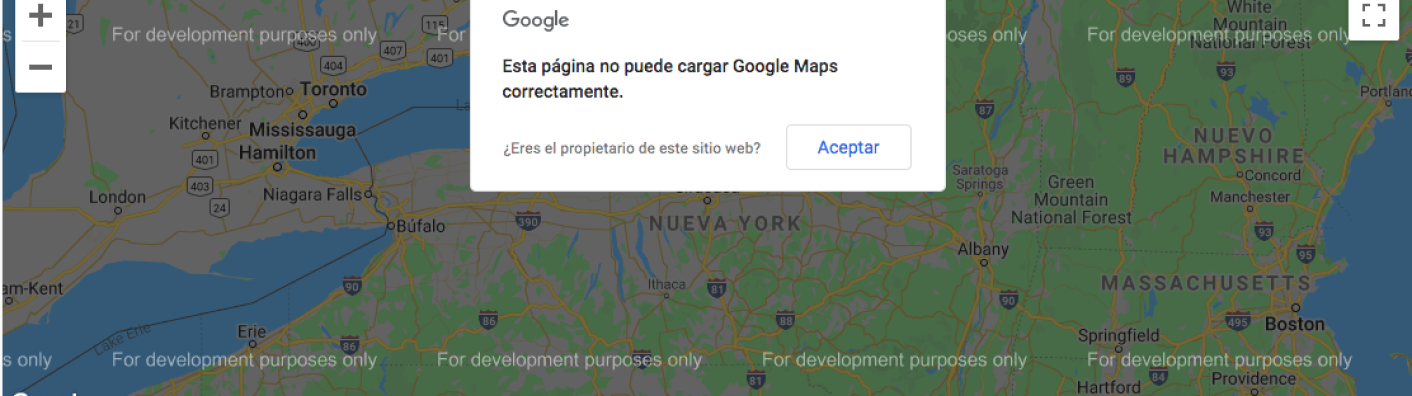 Google
Esta página no puede cargar Google Maps
correctamente.
¿Eres el propietario de este sitio web?
Aceptar
+
−
21
115
White
Mountain
National Forest
For development purposes only
For
oses only
For development purposes only
s
400
407
401
404
89
93
Brampton
Toronto
Portland
87
Kitchener
Mississauga
NUEVO
HAMPSHIRE
Hamilton
401
Saratoga
Springs
Concord
403
London
Niagara Falls
Green
Mountain
National Forest
Manchester
24
Búfalo
390
NUEVA YORK
93
Albany
95
am-Kent
90
Ithaca
81
MASSACHUSETTS
90
86
88
495
Boston
Lake Erie
Erie
86
Springfield
s only
For development purposes only
For development purposes only
For development purposes only
For development purposes only
81
84
Providence
Hartford